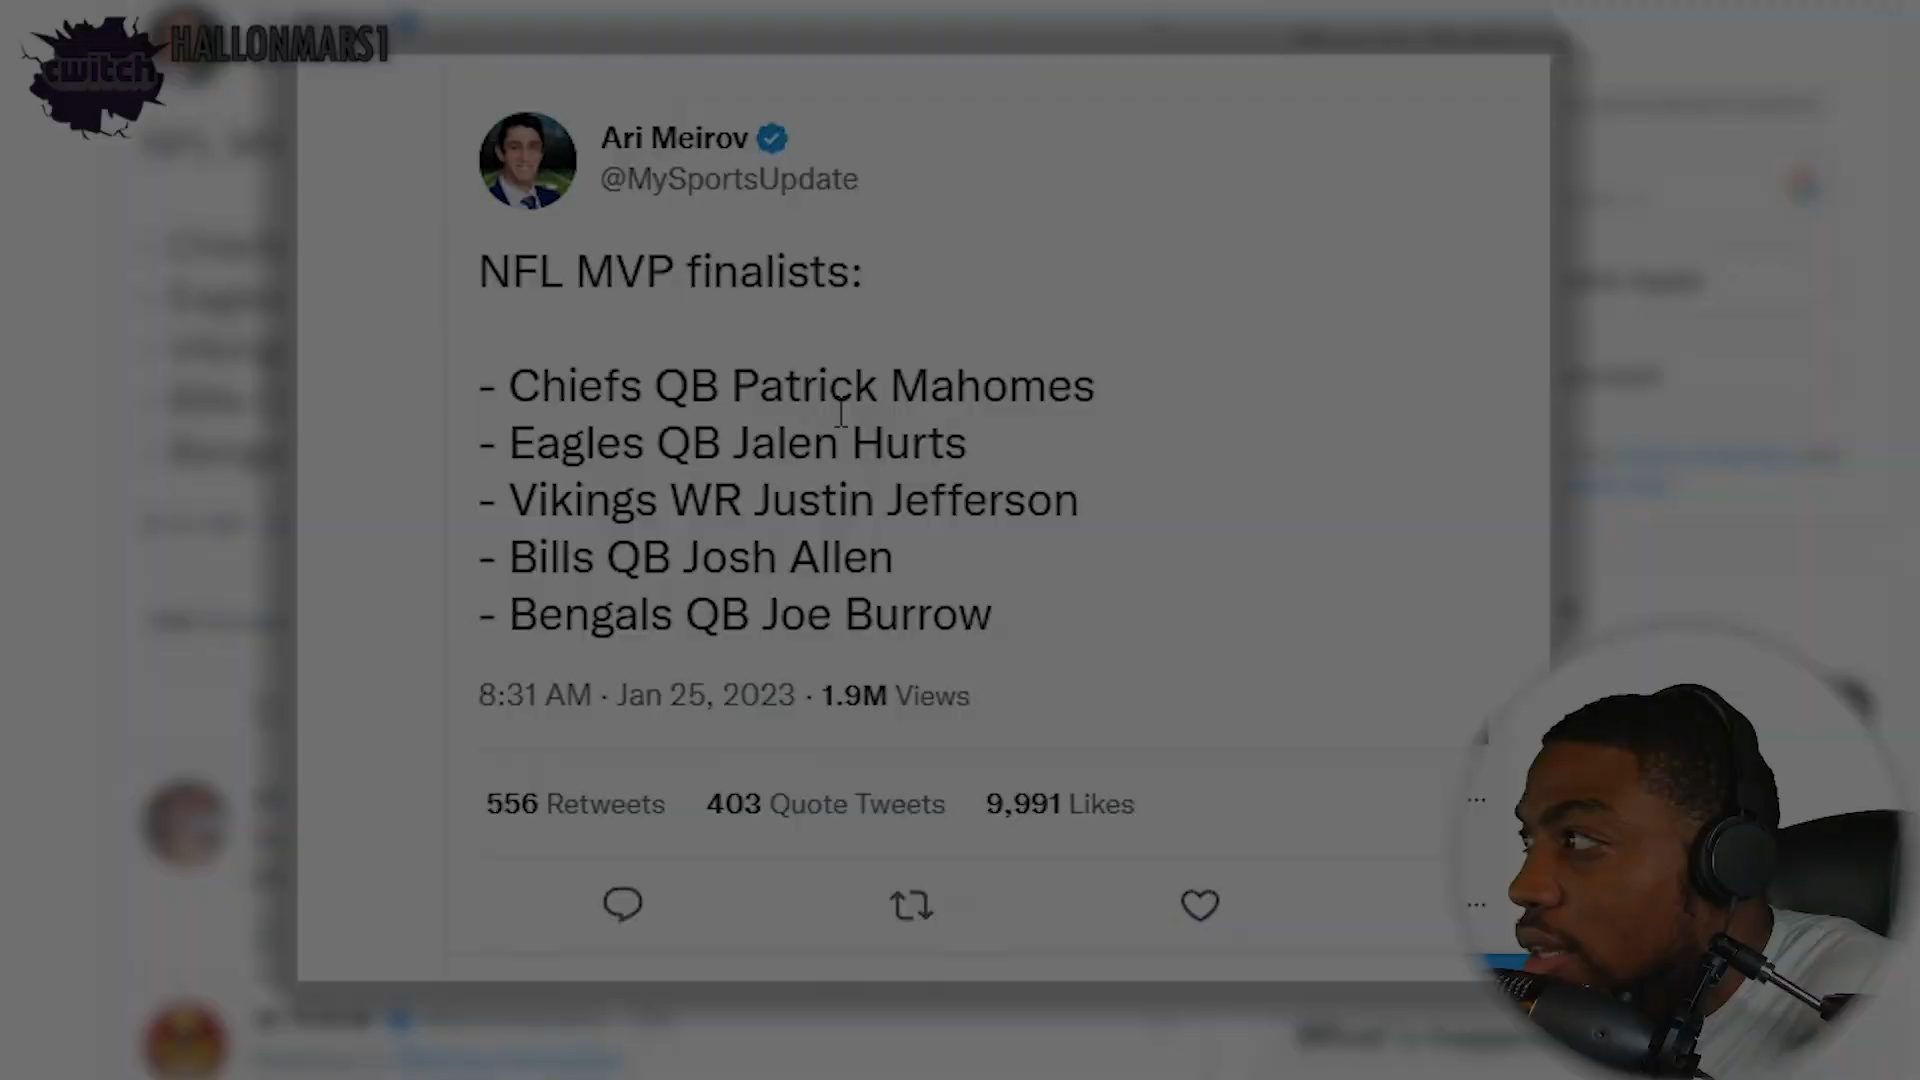 twitch HALLONMARS1
Ari Meirov
@MySportsUpdate
NFL MVP finalists:
- Chiefs QB Patrick Mahomes
- Eagles QB Jalen Hurts
- Vikings WR Justin Jefferson
- Bills QB Josh Allen
- Bengals QB Joe Burrow
8:31 AM · Jan 25, 2023 · 1.9M Views
556 Retweets 403 Quote Tweets 9,991 Likes